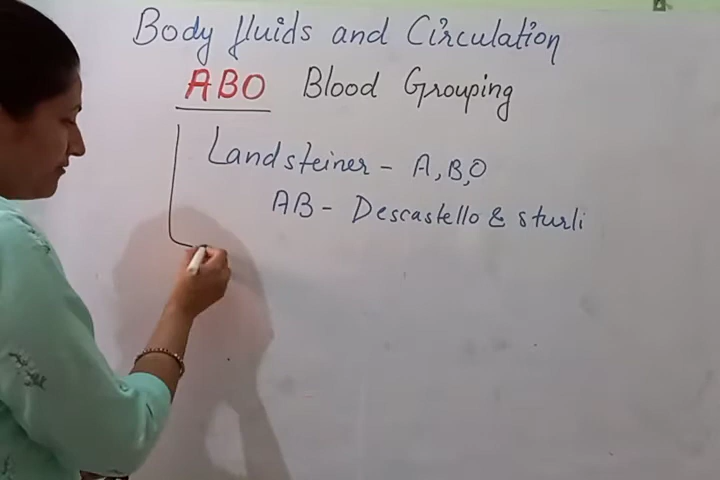 Body fluids and Circulation
ABO Blood Grouping
Landsteiner - A, B, O
AB - Descastello & sturli